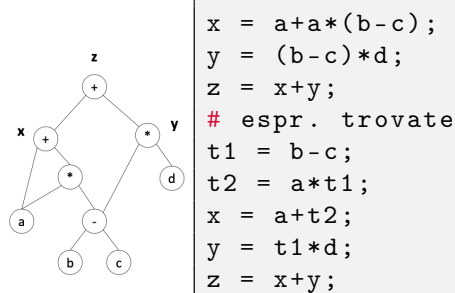 z
+
x
+
*
y
*
d
a
-
b
c
x = a+a*(b-c);
y = (b-c)*d;
z = x+y;
# espr. trovate
t1 = b-c;
t2 = a*t1;
x = a+t2;
y = t1*d;
z = x+y;